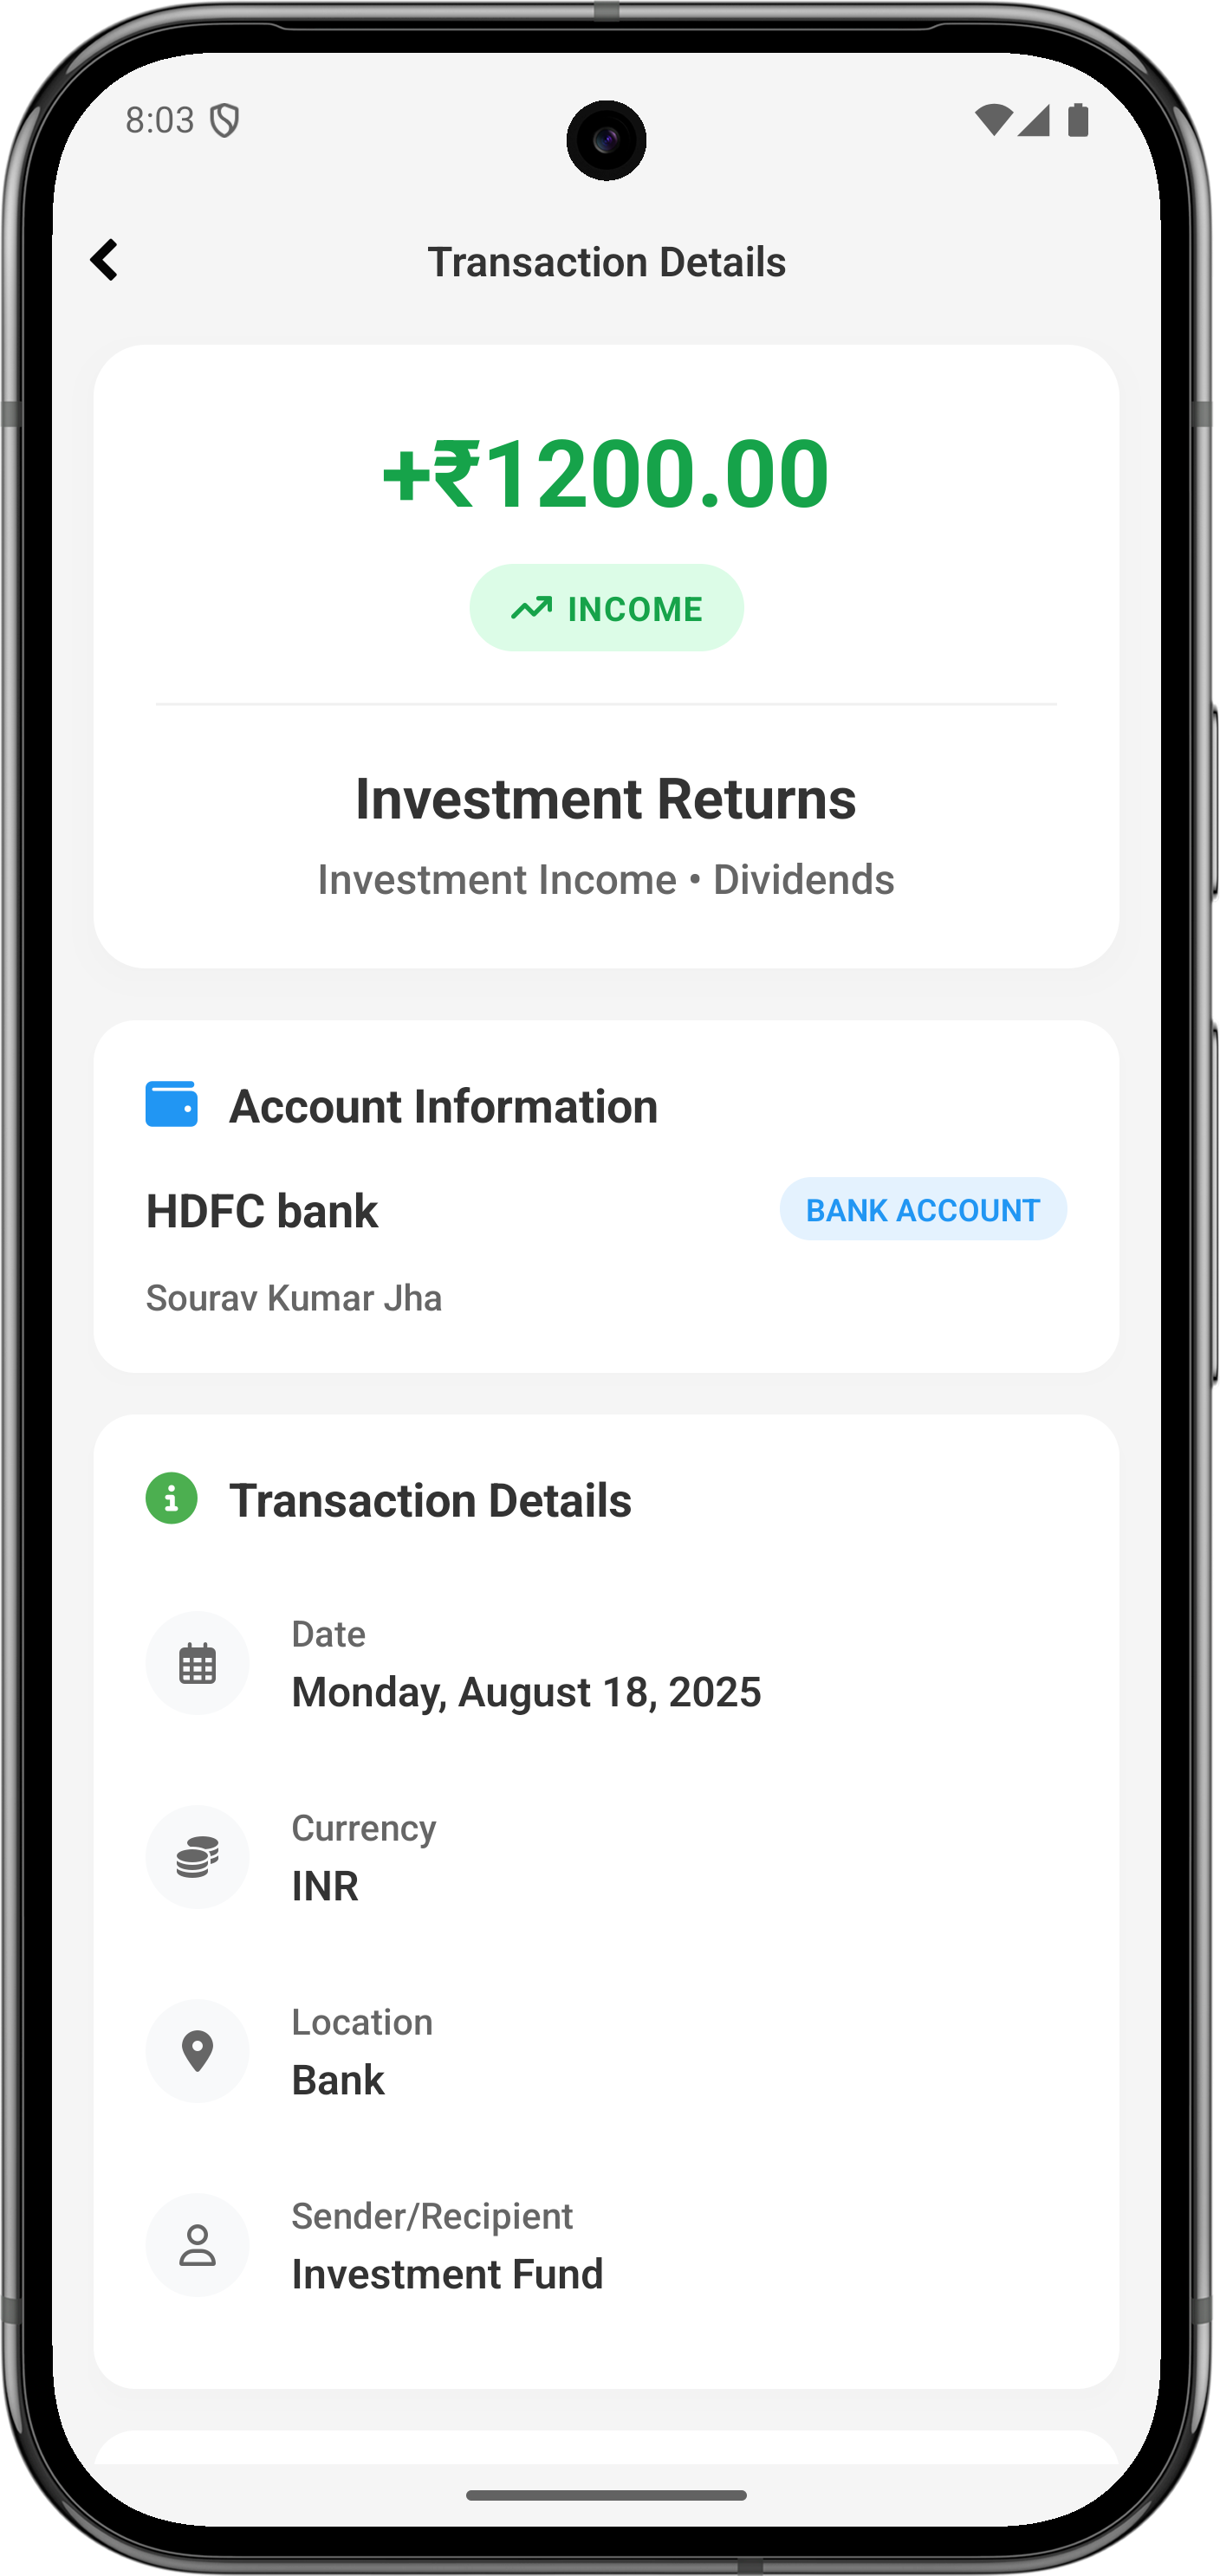 8:03
Transaction Details
+₹1200.00
INCOME
Investment Returns
Investment Income • Dividends
Account Information
HDFC bank
BANK ACCOUNT
Sourav Kumar Jha
Transaction Details
Date
Monday, August 18, 2025
Currency
INR
Location
Bank
Sender/Recipient
Investment Fund